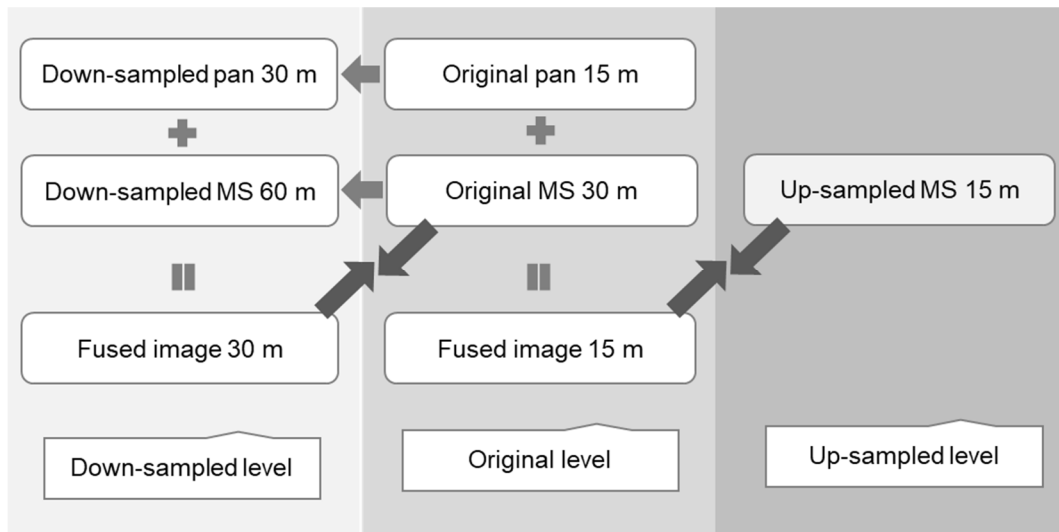 Down-sampled pan 30 m
Original pan 15 m
Down-sampled MS 60 m
Original MS 30 m
Up-sampled MS 15 m
Fused image 30 m
Fused image 15 m
Down-sampled level
Original level
Up-sampled level